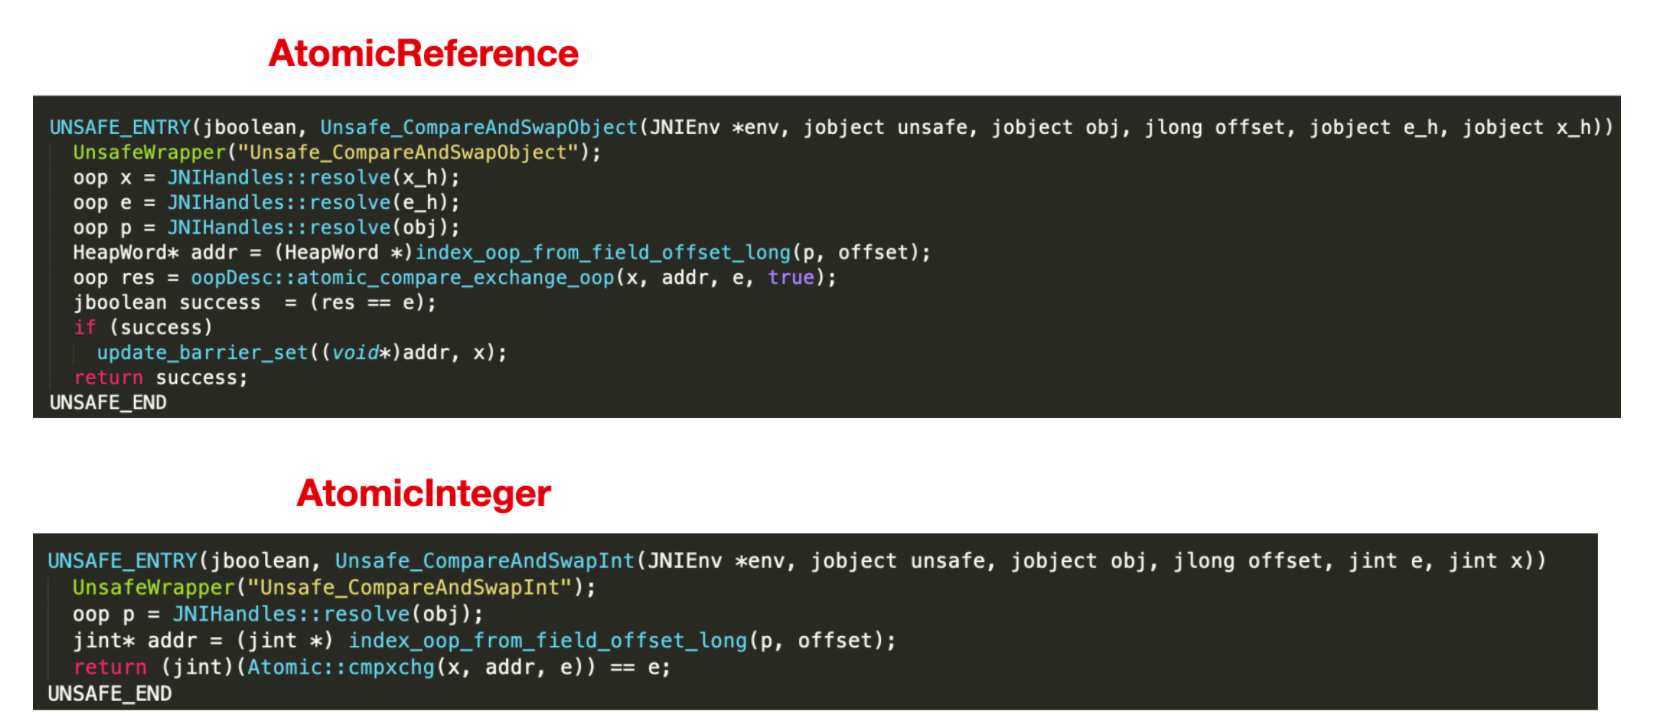 AtomicReference
UNSAFE_ENTRY(jboolean, Unsafe_CompareAndSwapObject(JNIEnv *env, jobject unsafe, jobject obj, jlong offset, jobject e_h, jobject x_h))
UnsafeWrapper("Unsafe_CompareAndSwapObject");
oop x = JNIHandles::resolve(x_h);
oop e = JNIHandles::resolve(e_h);
oop p = JNIHandles::resolve(obj);
HeapWord* addr = (HeapWord *)index_oop_from_field_offset_long(p, offset);
oop res = oopDesc::atomic_compare_exchange_oop(x, addr, e, true);
jboolean success  = (res == e);
if (success)
update_barrier_set((void*)addr, x);
return success;
UNSAFE_END
AtomicInteger
UNSAFE_ENTRY(jboolean, Unsafe_CompareAndSwapInt(JNIEnv *env, jobject unsafe, jobject obj, jlong offset, jint e, jint x))
UnsafeWrapper("Unsafe_CompareAndSwapInt");
oop p = JNIHandles::resolve(obj);
jint* addr = (jint *) index_oop_from_field_offset_long(p, offset);
return (jint)(Atomic::cmpxchg(x, addr, e)) == e;
UNSAFE_END